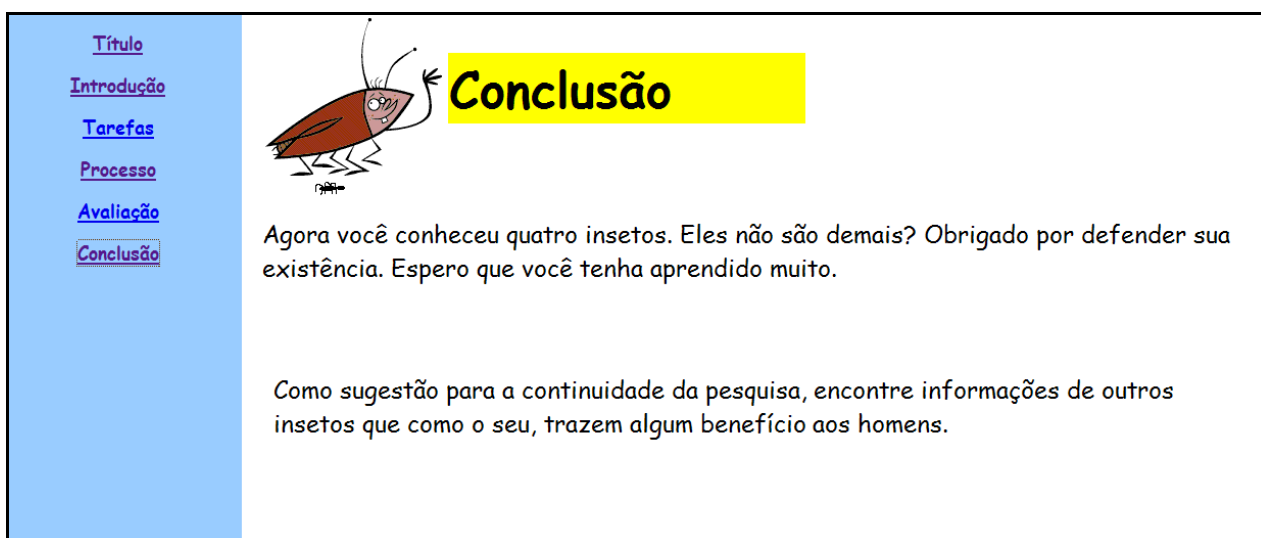 Título
Introdução
Tarefas
Processo
Avaliação
Conclusão
Conclusão
Agora você conheceu quatro insetos. Eles não são demais? Obrigado por defender sua
existência. Espero que você tenha aprendido muito.
Como sugestão para a continuidade da pesquisa, encontre informações de outros
insetos que como o seu, trazem algum benefício aos homens.